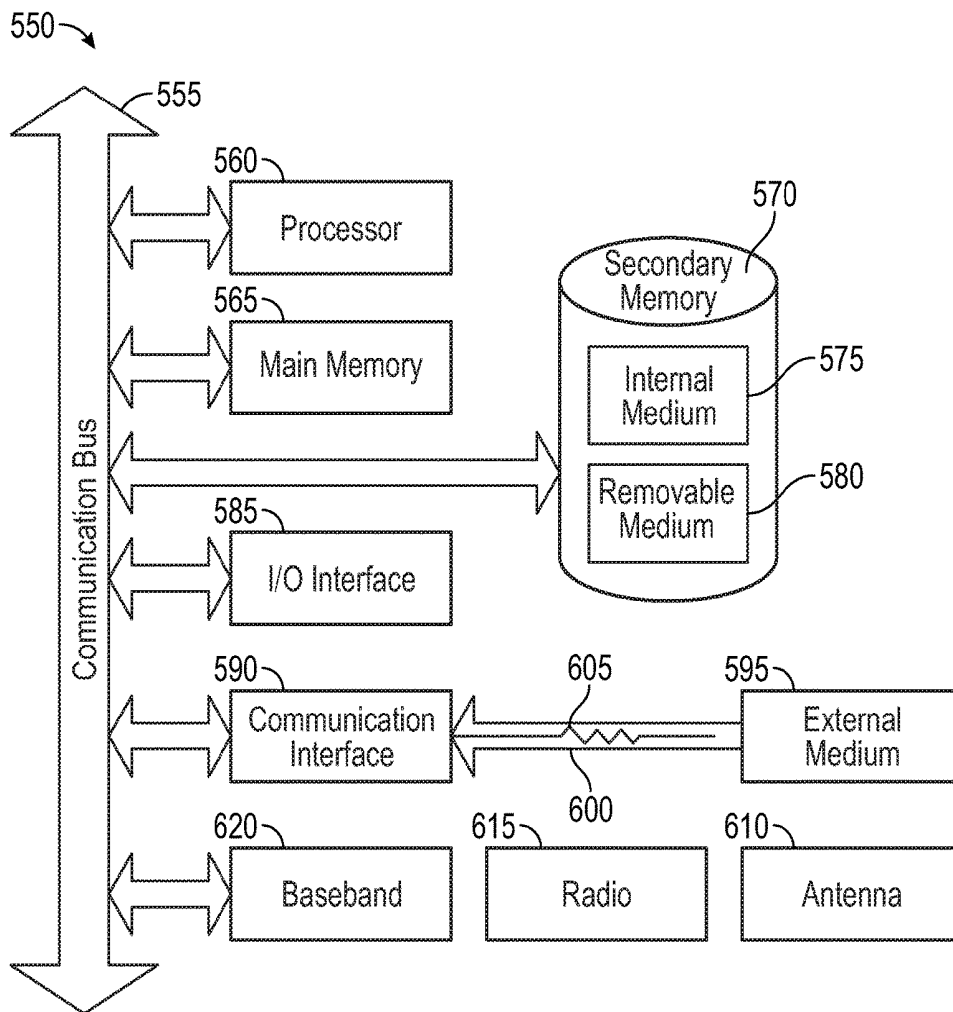 550
555
560
Processor
570
Secondary
Memory
565
Main Memory
575
Internal
Medium
580
Removable
Medium
Communication Bus
585
I/O Interface
590
Communication
Interface
605
600
595
External
Medium
620
Baseband
615
Radio
610
Antenna